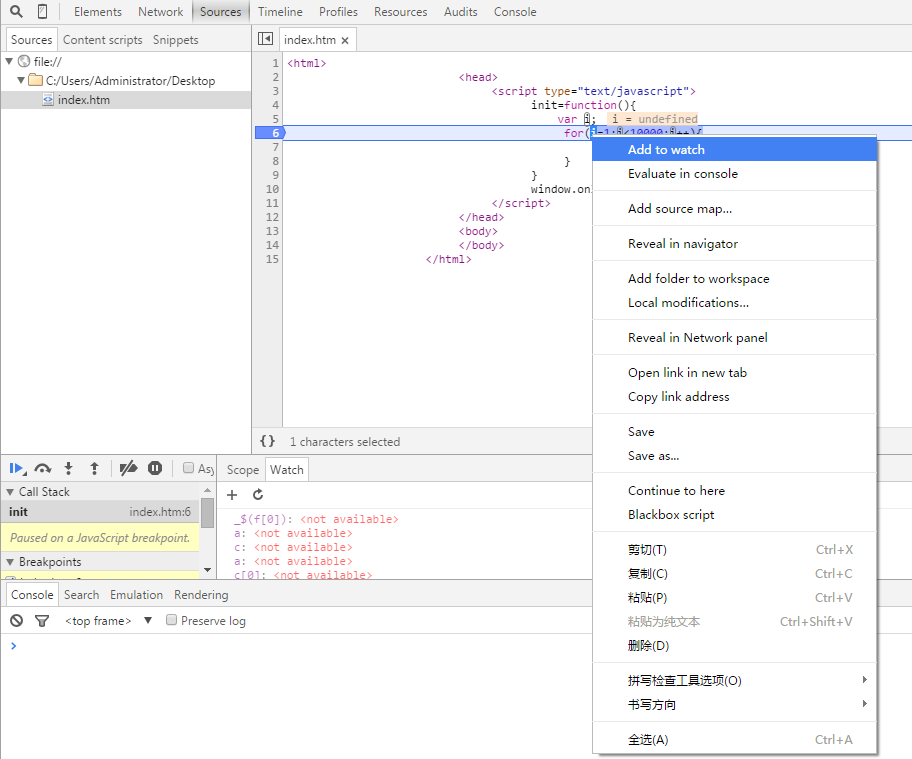 Elements Network Sources Timeline Profiles Resources Audits Console
Sources Content scripts Snippets
index.htm ×
file://
C:/Users/Administrator/Desktop
index.htm
1 <html>
2 <head>
3 <script type="text/javascript">
4 init=function(){
5 var i; i = undefined
6 for(i=1;i<10000;i++){
7
8 }
9 }
10 window.on
11 </script>
12 </head>
13 <body>
14 </body>
15 </html>
{} 1 characters selected
Add to watch
Evaluate in console
Add source map...
Reveal in navigator
Add folder to workspace
Local modifications...
Reveal in Network panel
Open link in new tab
Copy link address
Save
Save as...
Continue to here
Blackbox script
剪切(T) Ctrl+X
复制(C) Ctrl+C
粘贴(P) Ctrl+V
粘贴为纯文本 Ctrl+Shift+V
删除(D)
拼写检查工具选项(O)
书写方向
全选(A) Ctrl+A
Asy
Call Stack
init index.htm:6
Paused on a JavaScript breakpoint.
Breakpoints
Scope Watch
_$(f[0]): <not available>
a: <not available>
c: <not available>
a: <not available>
c[0]: <not available>
Console Search Emulation Rendering
<top frame> ▼ Preserve log